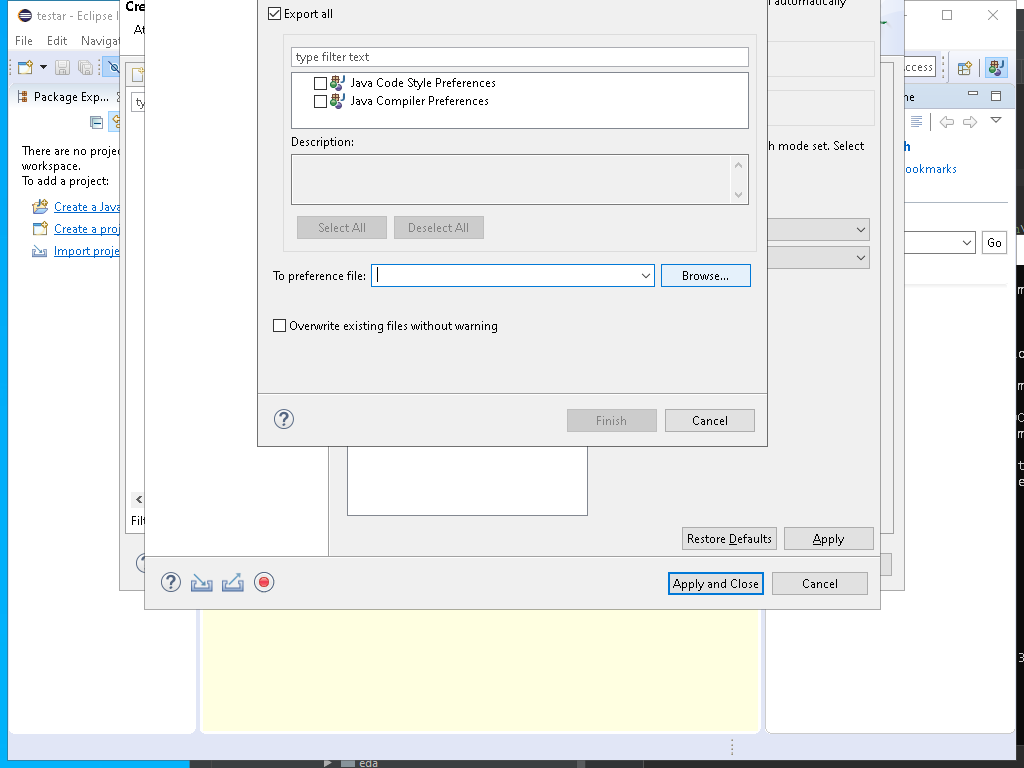 testar - Eclipse I
File Edit Navigat
Package Exp...
There are no projec
workspace.
To add a project:
Create a Java
Create a proj
Import proje
Cre
At
ty
Filt
Export all
type filter text
Java Code Style Preferences
Java Compiler Preferences
Description:
Select All
Deselect All
To preference file:
Browse...
Overwrite existing files without warning
Finish
Cancel
automatically
h mode set. Select
Restore Defaults
Apply
Apply and Close
Cancel
ccess
ne
h
ookmarks
Go
eda